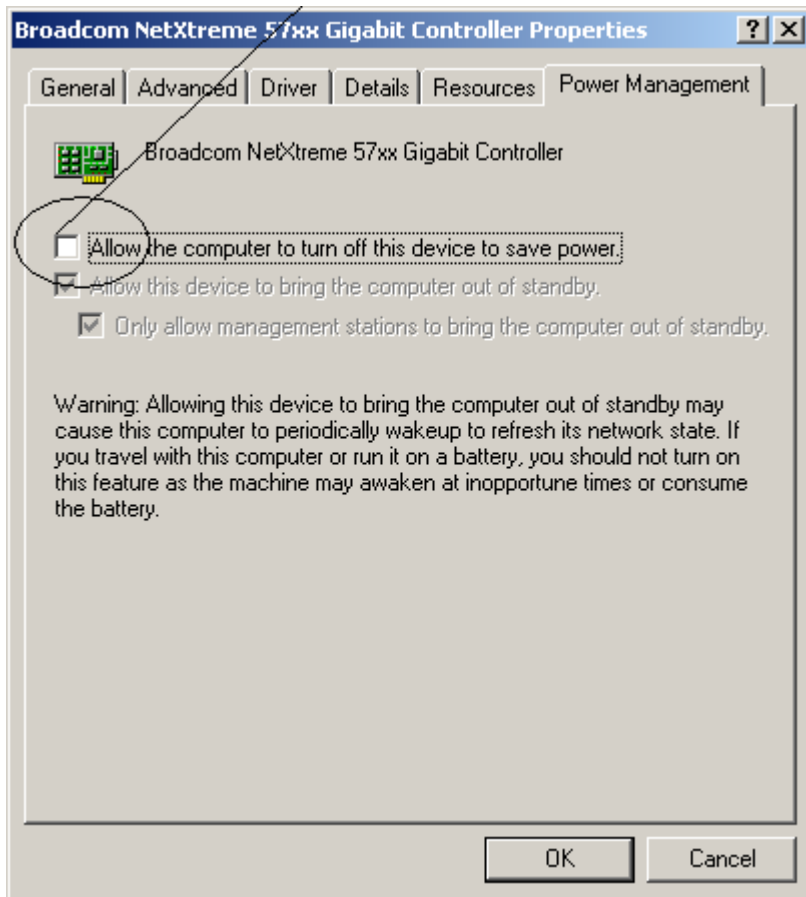 Broadcom NetXtreme 57xx Gigabit Controller Properties
General Advanced Driver Details Resources Power Management
Broadcom NetXtreme 57xx Gigabit Controller
Allow the computer to turn off this device to save power.
Allow this device to bring the computer out of standby.
Only allow management stations to bring the computer out of standby.
Warning: Allowing this device to bring the computer out of standby may
cause this computer to periodically wakeup to refresh its network state. If
you travel with this computer or run it on a battery, you should not turn on
this feature as the machine may awaken at inopportune times or consume
the battery.
OK Cancel